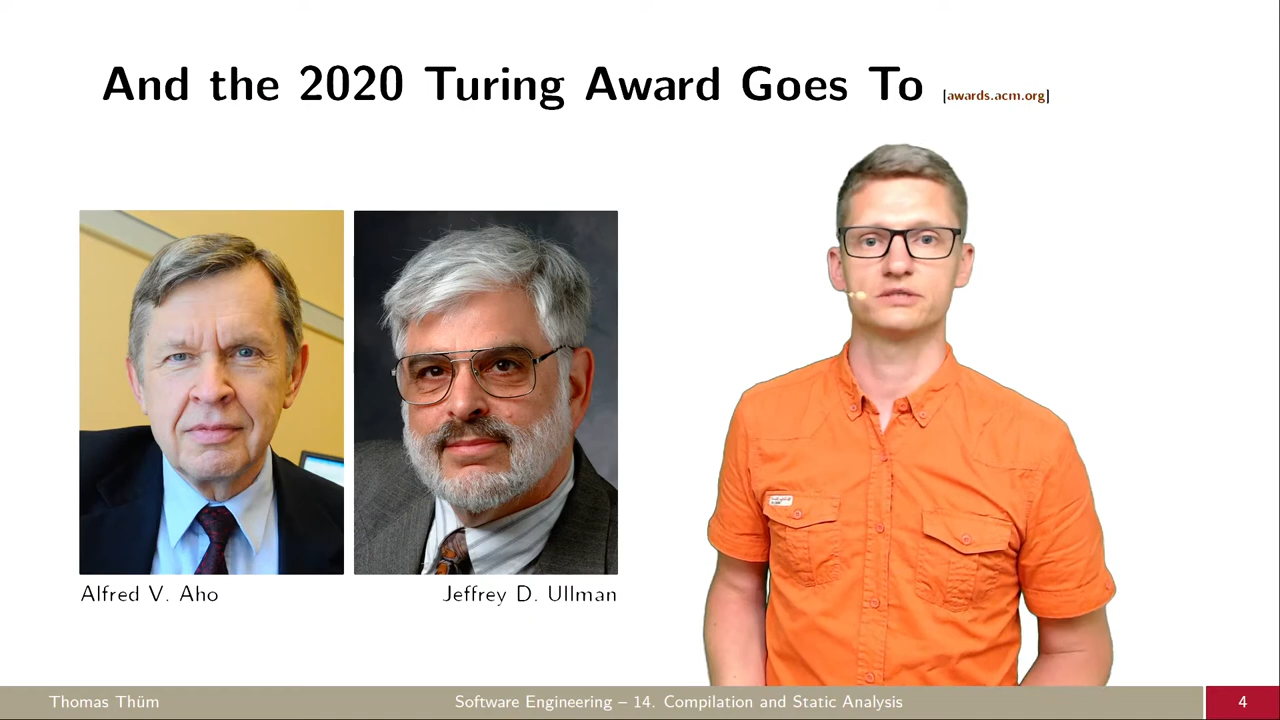 And the 2020 Turing Award Goes To [awards.acm.org]
Alfred V. Aho
Jeffrey D. Ullman
Thomas Thüm
Software Engineering – 14. Compilation and Static Analysis
4